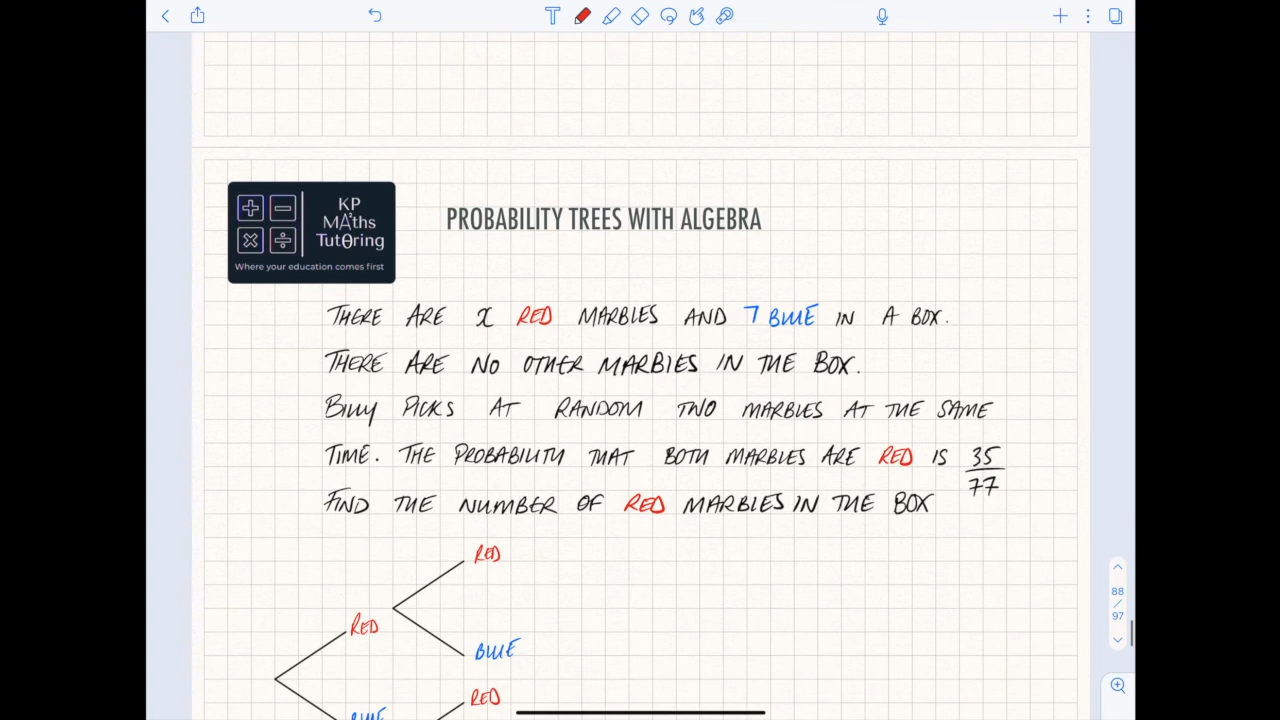 KP
MAths
Tutθring
Where your education comes first
PROBABILITY TREES WITH ALGEBRA
THERE ARE x RED MARBLES AND 7 BLUE IN A BOX.
THERE ARE NO OTHER MARBLES IN THE BOX.
BILLY PICKS AT RANDOM TWO MARBLES AT THE SAME
TIME. THE PROBABILITY THAT BOTH MARBLES ARE RED IS 35/77
FIND THE NUMBER OF RED MARBLES IN THE BOX
RED
RED
BLUE
RED
BLUE
88
/
97